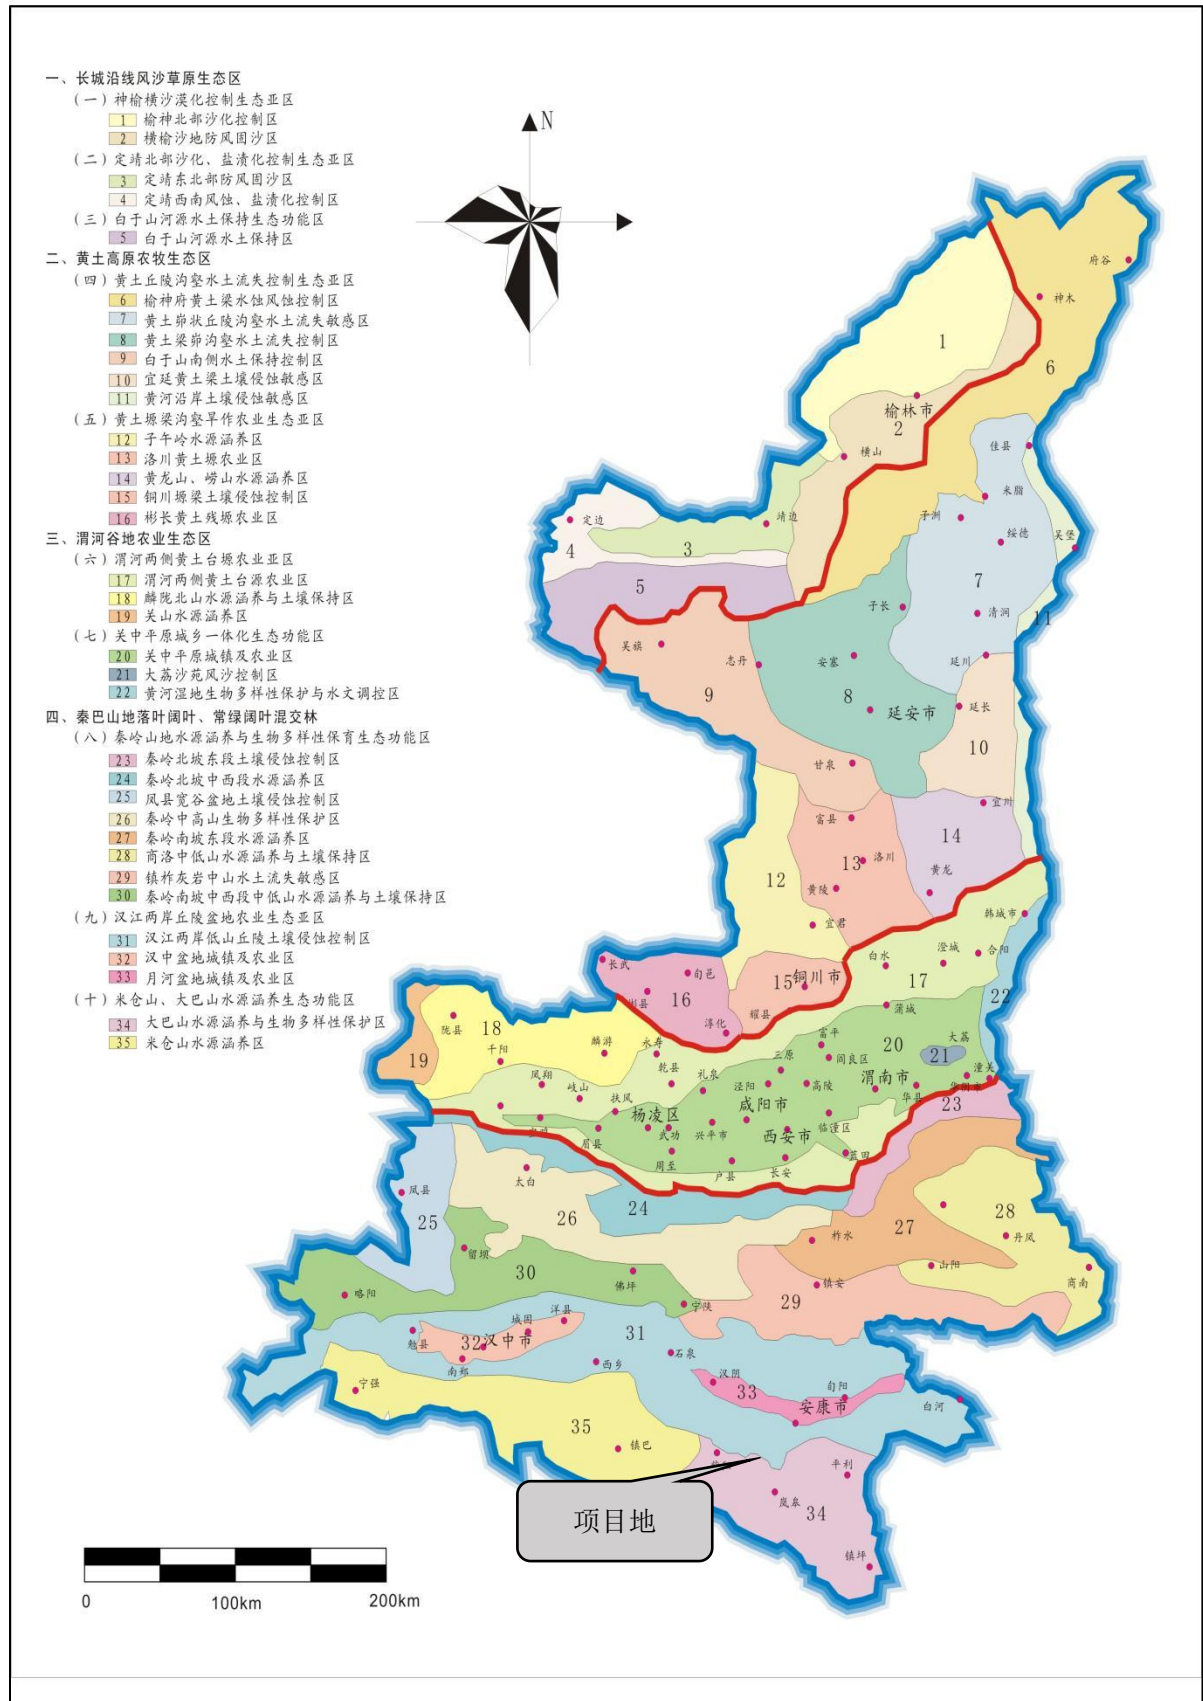 一、长城沿线风沙草原生态区
(一)神榆横沙漠化控制生态亚区
1 榆神北部沙化控制区
2 横榆沙地防风固沙区
(二)定靖北部沙化、盐渍化控制生态亚区
3 定靖东北部防风固沙区
4 定靖西南风蚀、盐渍化控制区
(三)白于山河源水土保持生态功能区
5 白于山河源水土保持区
二、黄土高原农牧生态区
(四)黄土丘陵沟壑水土流失控制生态亚区
6 榆神府黄土梁水蚀风蚀控制区
7 黄土峁状丘陵沟壑水土流失敏感区
8 黄土梁峁沟壑水土流失控制区
9 白于山南侧水土保持控制区
10 宜延黄土梁土壤侵蚀敏感区
11 黄河沿岸土壤侵蚀敏感区
(五)黄土塬梁沟壑旱作农业生态亚区
12 子午岭水源涵养区
13 洛川黄土塬农业区
14 黄龙山、崂山水源涵养区
15 铜川塬梁土壤侵蚀控制区
16 彬长黄土残塬农业区
三、渭河谷地农业生态区
(六)渭河两侧黄土台塬农业亚区
17 渭河两侧黄土台源农业区
18 麟陇北山水源涵养与土壤保持区
19 关山水源涵养区
(七)关中平原城乡一体化生态功能区
20 关中平原城镇及农业区
21 大荔沙苑风沙控制区
22 黄河湿地生物多样性保护与水文调控区
四、秦巴山地落叶阔叶、常绿阔叶混交林
(八)秦岭山地水源涵养与生物多样性保育生态功能区
23 秦岭北坡东段土壤侵蚀控制区
24 秦岭北坡中西段水源涵养区
25 凤县宽谷盆地土壤侵蚀控制区
26 秦岭中高山生物多样性保护区
27 秦岭南坡东段水源涵养区
28 商洛中低山水源涵养与土壤保持区
29 镇柞灰岩中山水土流失敏感区
30 秦岭南坡中西段中低山水源涵养与土壤保持区
(九)汉江两岸丘陵盆地农业生态亚区
31 汉江两岸低山丘陵土壤侵蚀控制区
32 汉中盆地城镇及农业区
33 月河盆地城镇及农业区
(十)米仓山、大巴山水源涵养生态功能区
34 大巴山水源涵养与生物多样性保护区
35 米仓山水源涵养区
N
府谷
神木
1
6
榆林市
2
横山
佳县
米脂
子洲
绥德
吴堡
定边
靖边
4
3
5
7
子长
清涧
11
吴旗
志丹
安塞
延川
9
8
延安市
延长
10
甘泉
宜川
富县
14
13
洛川
12
黄陵
黄龙
宜君
韩城市
澄城
合阳
白水
长武
旬邑
15
铜川市
17
16
彬县
22
耀县
蒲城
淳化
18
陇县
麟游
永寿
富平
20
大荔
19
千阳
三原
阎良区
21
乾县
潼关
凤翔
礼泉
泾阳
高陵
渭南市
华阴市
岐山
扶风
杨凌区
咸阳市
华县
23
宝鸡
眉县
武功
兴平市
西安市
临潼区
周至
户县
长安
蓝田
太白
凤县
24
25
26
27
28
柞水
丹凤
留坝
30
佛坪
山阳
商南
略阳
宁陕
镇安
29
洋县
城固
31
勉县
32
汉中市
石泉
南郑
西乡
汉阴
宁强
33
旬阳
安康市
白河
35
镇巴
平利
岚皋
34
镇坪
项目地
0
100km
200km